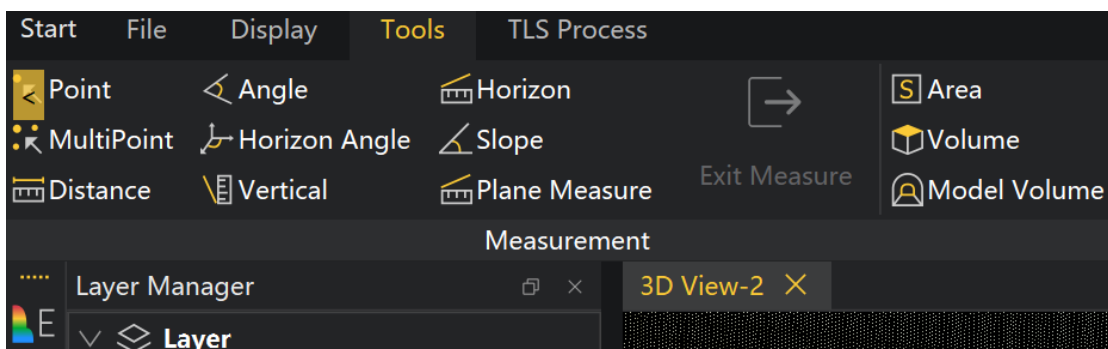 Start File Display Tools TLS Process
Point Angle Horizon S Area
MultiPoint Horizon Angle Slope Exit Measure Volume
Distance Vertical Plane Measure Model Volume
Measurement
Layer Manager 3D View-2
E Layer